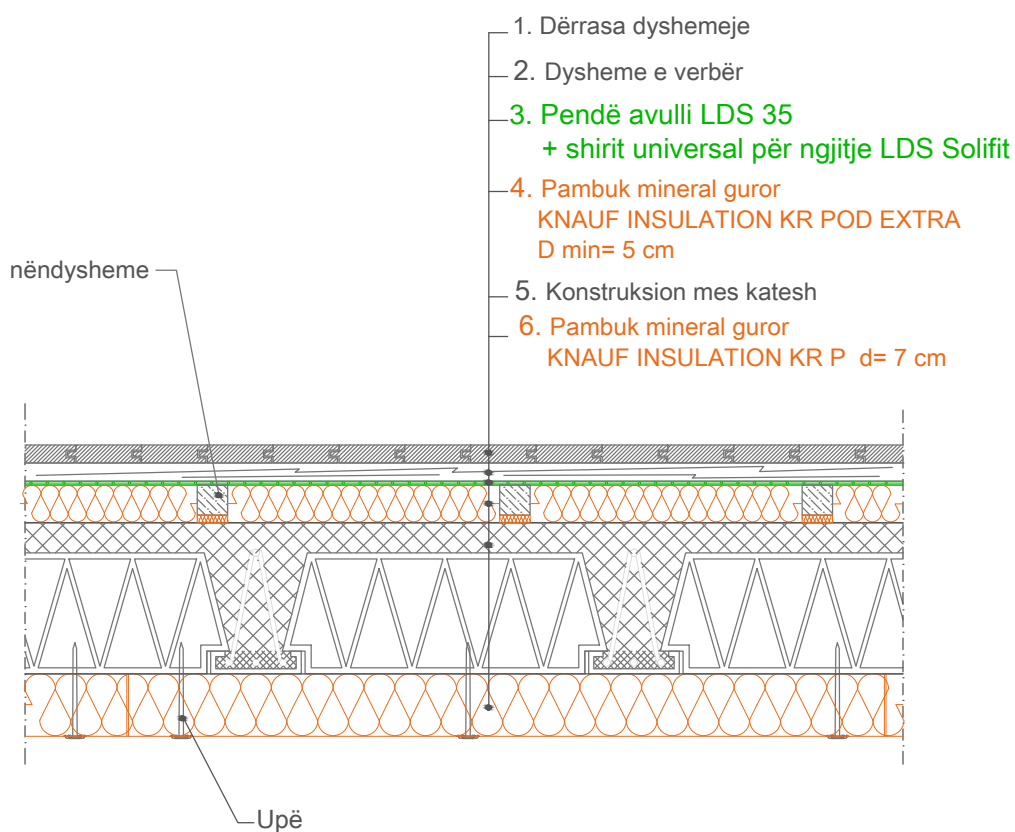 1. Dërrasa dyshemeje
2. Dysheme e verbër
3. Pendë avulli LDS 35
+ shirit universal për ngjitje LDS Solifit
4. Pambuk mineral guror
KNAUF INSULATION KR POD EXTRA
D min= 5 cm
nëndysheme
5. Konstruksion mes katesh
6. Pambuk mineral guror
KNAUF INSULATION KR P d= 7 cm
Upë